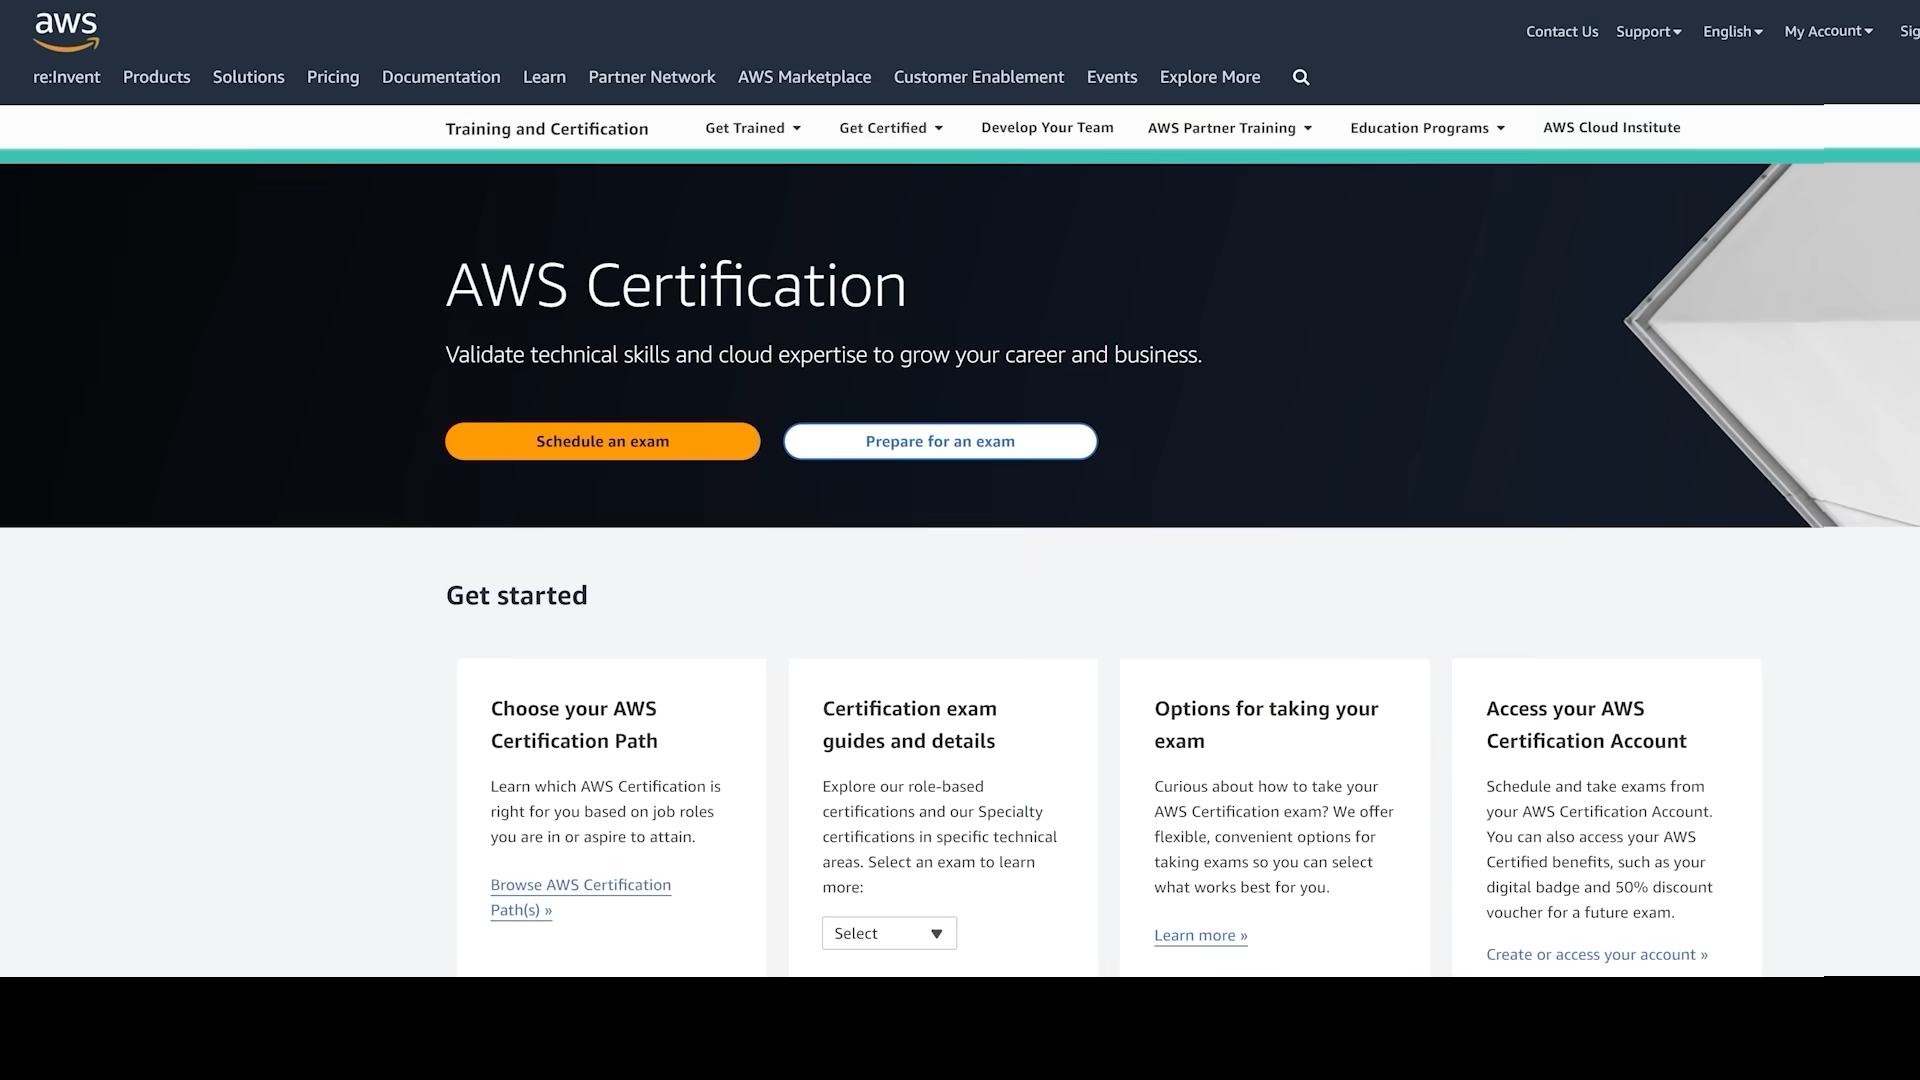 aws
Contact Us Support English My Account Sig
re:Invent Products Solutions Pricing Documentation Learn Partner Network AWS Marketplace Customer Enablement Events Explore More
Training and Certification Get Trained Get Certified Develop Your Team AWS Partner Training Education Programs AWS Cloud Institute
AWS Certification
Validate technical skills and cloud expertise to grow your career and business.
Schedule an exam Prepare for an exam
Get started
Choose your AWS
Certification Path
Learn which AWS Certification is
right for you based on job roles
you are in or aspire to attain.
Browse AWS Certification
Path(s) »
Certification exam
guides and details
Explore our role-based
certifications and our Specialty
certifications in specific technical
areas. Select an exam to learn
more:
Select
Options for taking your
exam
Curious about how to take your
AWS Certification exam? We offer
flexible, convenient options for
taking exams so you can select
what works best for you.
Learn more »
Access your AWS
Certification Account
Schedule and take exams from
your AWS Certification Account.
You can also access your AWS
Certified benefits, such as your
digital badge and 50% discount
voucher for a future exam.
Create or access your account »